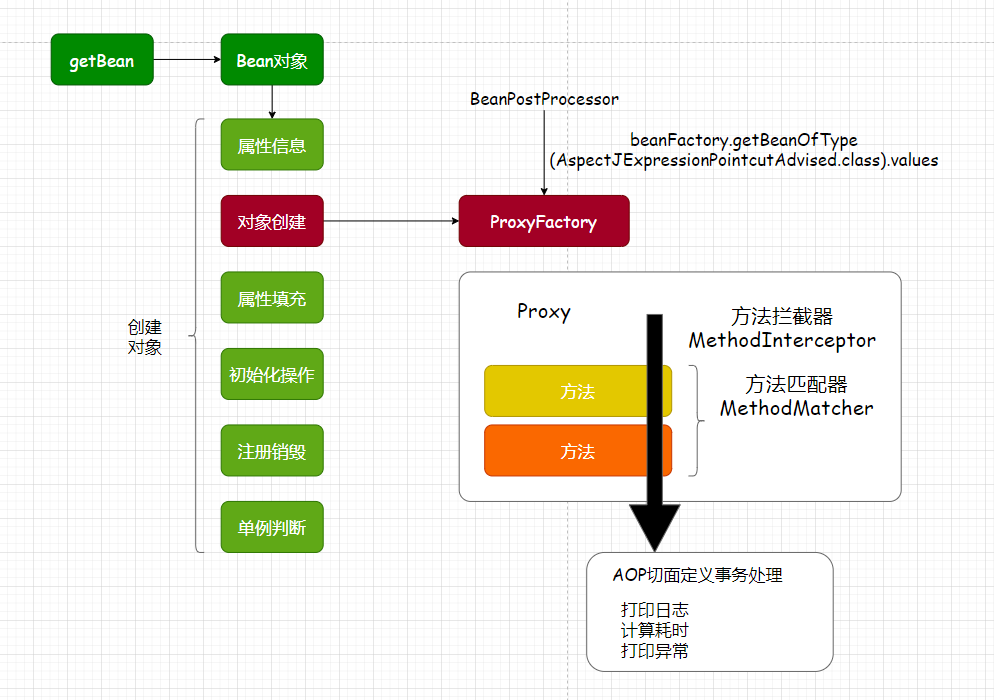 getBean
Bean对象
BeanPostProcessor
beanFactory.getBeanOfType
(AspectJExpressionPointcutAdvised.class).values
属性信息
对象创建
ProxyFactory
属性填充
创建
对象
初始化操作
注册销毁
单例判断
Proxy
方法拦截器
MethodInterceptor
方法匹配器
MethodMatcher
方法
方法
AOP切面定义事务处理
打印日志
计算耗时
打印异常